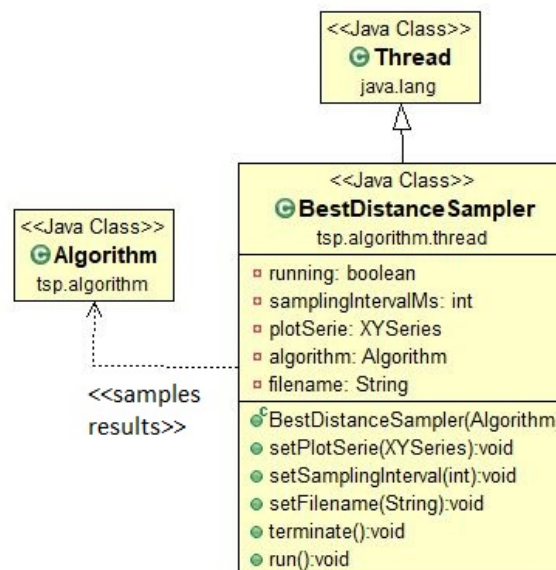 <<Java Class>>
Thread
java.lang
<<Java Class>>
Algorithm
tsp.algorithm
<<samples
results>>
<<Java Class>>
BestDistanceSampler
tsp.algorithm.thread
running: boolean
samplingIntervalMs: int
plotSerie: XYSeries
algorithm: Algorithm
filename: String
BestDistanceSampler(Algorithm
setPlotSerie(XYSeries):void
setSamplingInterval(int):void
setFilename(String):void
terminate():void
run():void